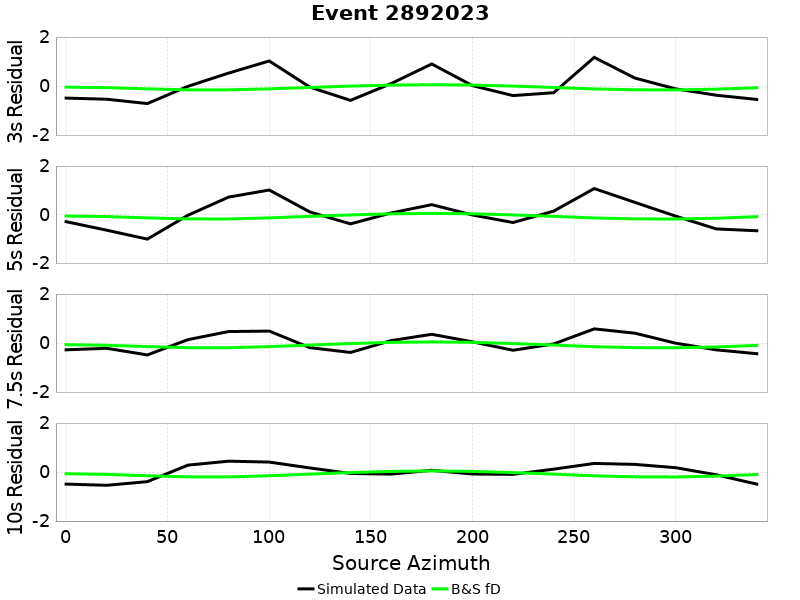 Event 2892023
3s Residual
2
0
-2
5s Residual
2
0
-2
7.5s Residual
2
0
-2
10s Residual
2
0
-2
0 50 100 150 200 250 300
Source Azimuth
Simulated Data B&S fD